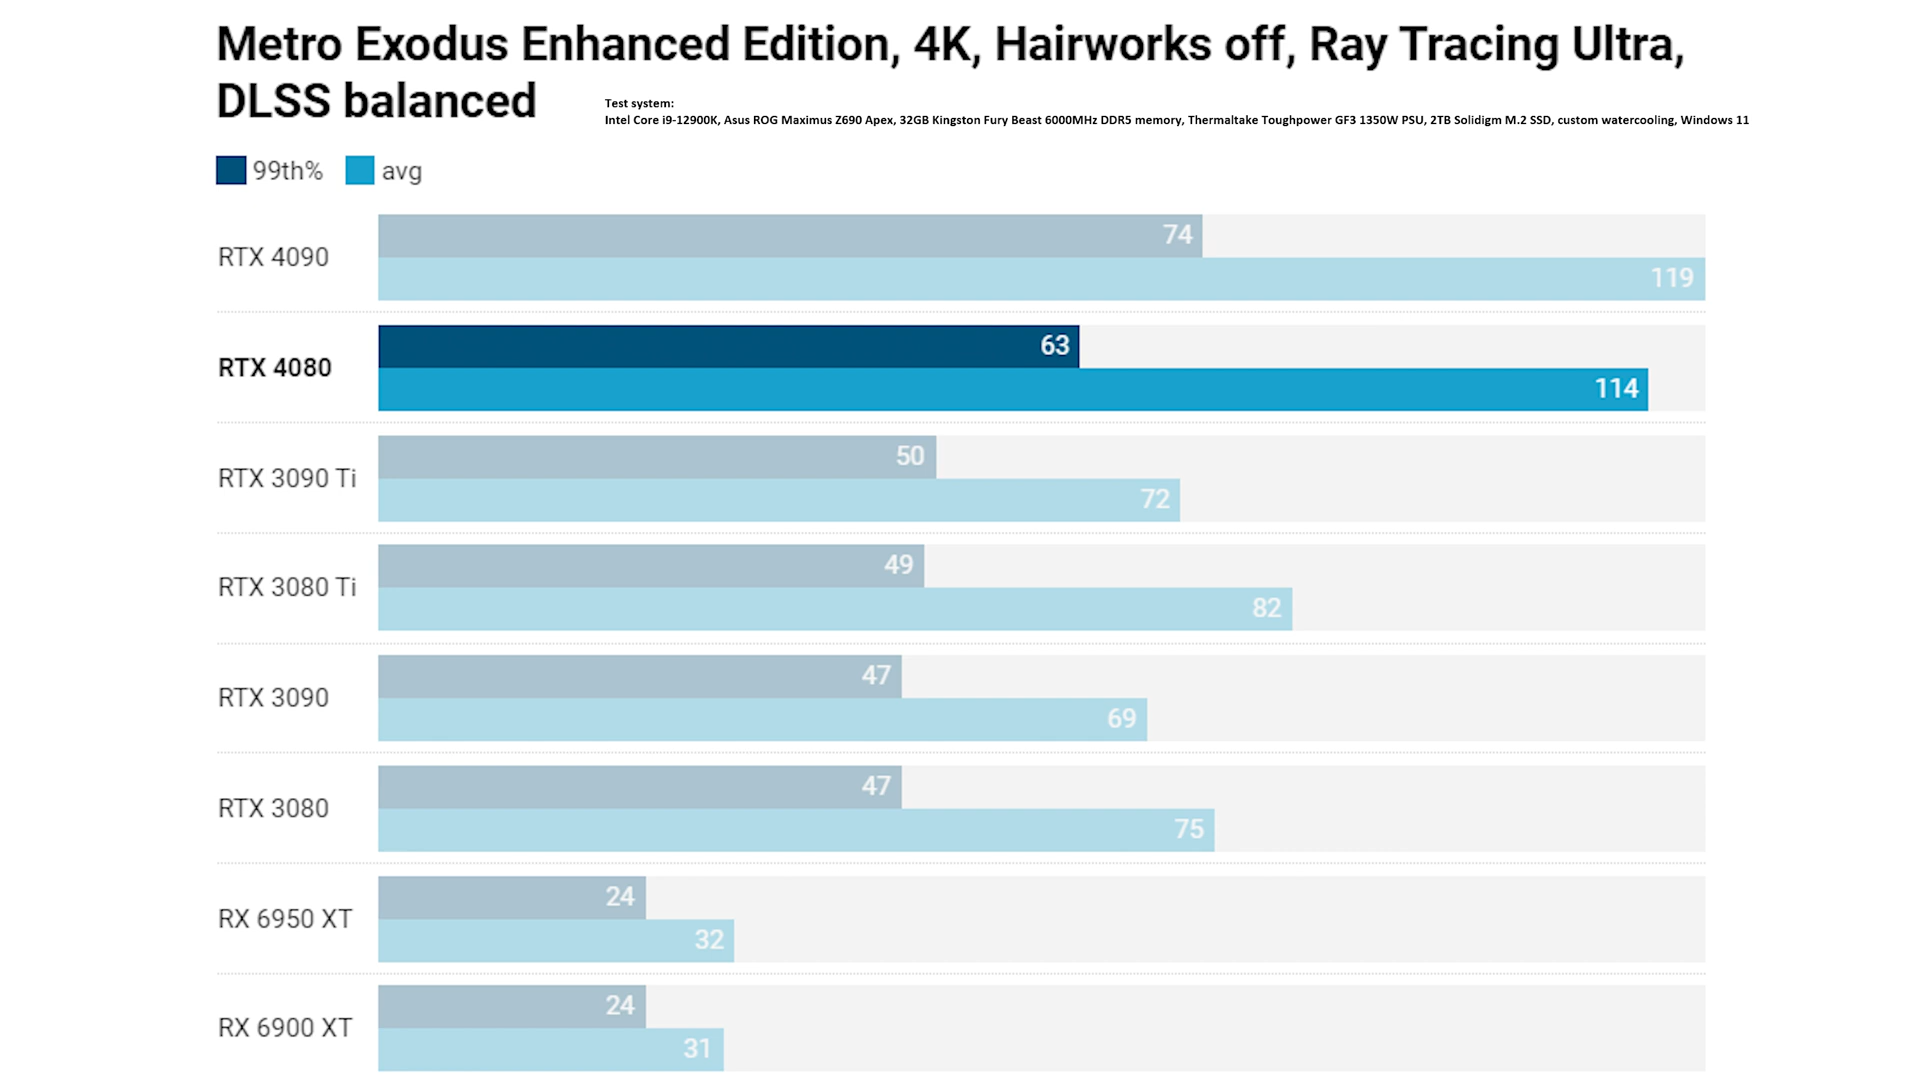 Metro Exodus Enhanced Edition, 4K, Hairworks off, Ray Tracing Ultra,
DLSS balanced
Test system:
Intel Core i9-12900K, Asus ROG Maximus Z690 Apex, 32GB Kingston Fury Beast 6000MHz DDR5 memory, Thermaltake Toughpower GF3 1350W PSU, 2TB Solidigm M.2 SSD, custom watercooling, Windows 11
99th% avg
RTX 4090
74
119
RTX 4080
63
114
RTX 3090 Ti
50
72
RTX 3080 Ti
49
82
RTX 3090
47
69
RTX 3080
47
75
RX 6950 XT
24
32
RX 6900 XT
24
31